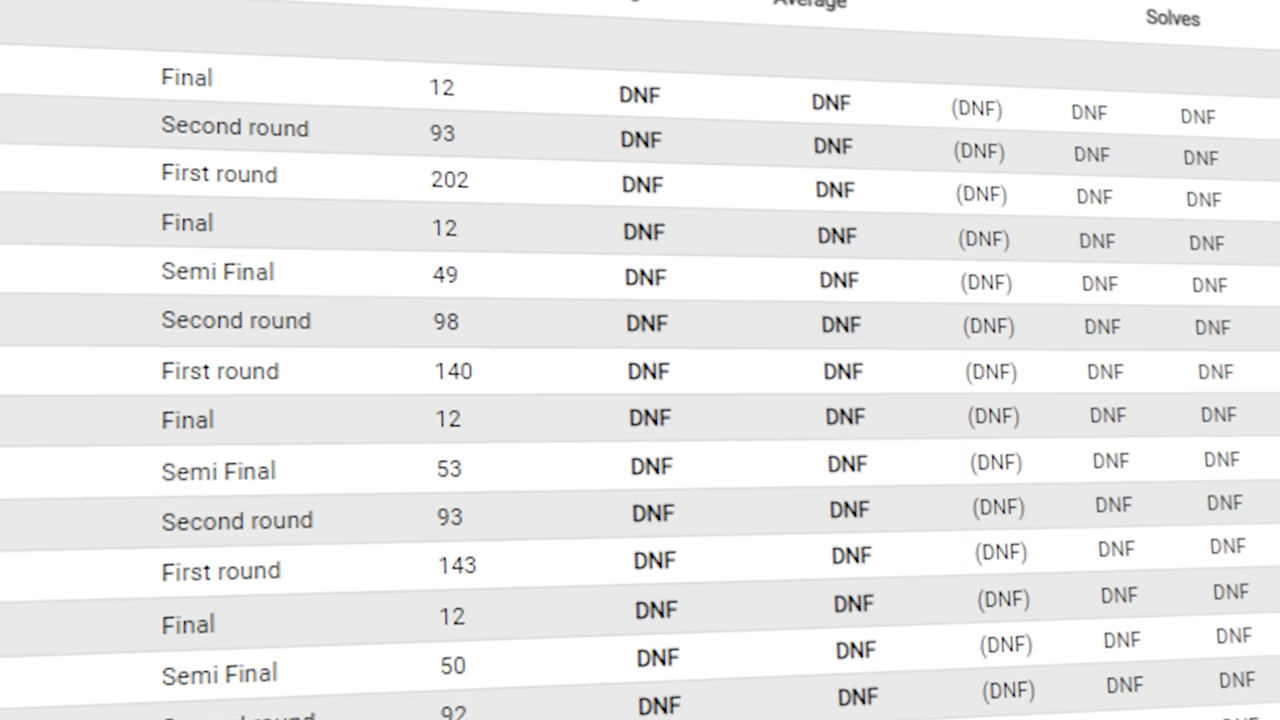 Average Solves
Final 12 DNF DNF (DNF) DNF DNF
Second round 93 DNF DNF (DNF) DNF DNF
First round 202 DNF DNF (DNF) DNF DNF
Final 12 DNF DNF (DNF) DNF DNF
Semi Final 49 DNF DNF (DNF) DNF DNF
Second round 98 DNF DNF (DNF) DNF DNF
First round 140 DNF DNF (DNF) DNF DNF
Final 12 DNF DNF (DNF) DNF DNF
Semi Final 53 DNF DNF (DNF) DNF DNF
Second round 93 DNF DNF (DNF) DNF DNF
First round 143 DNF DNF (DNF) DNF DNF
Final 12 DNF DNF (DNF) DNF DNF
Semi Final 50 DNF DNF (DNF) DNF DNF
round 92 DNF DNF (DNF) DNF DNF